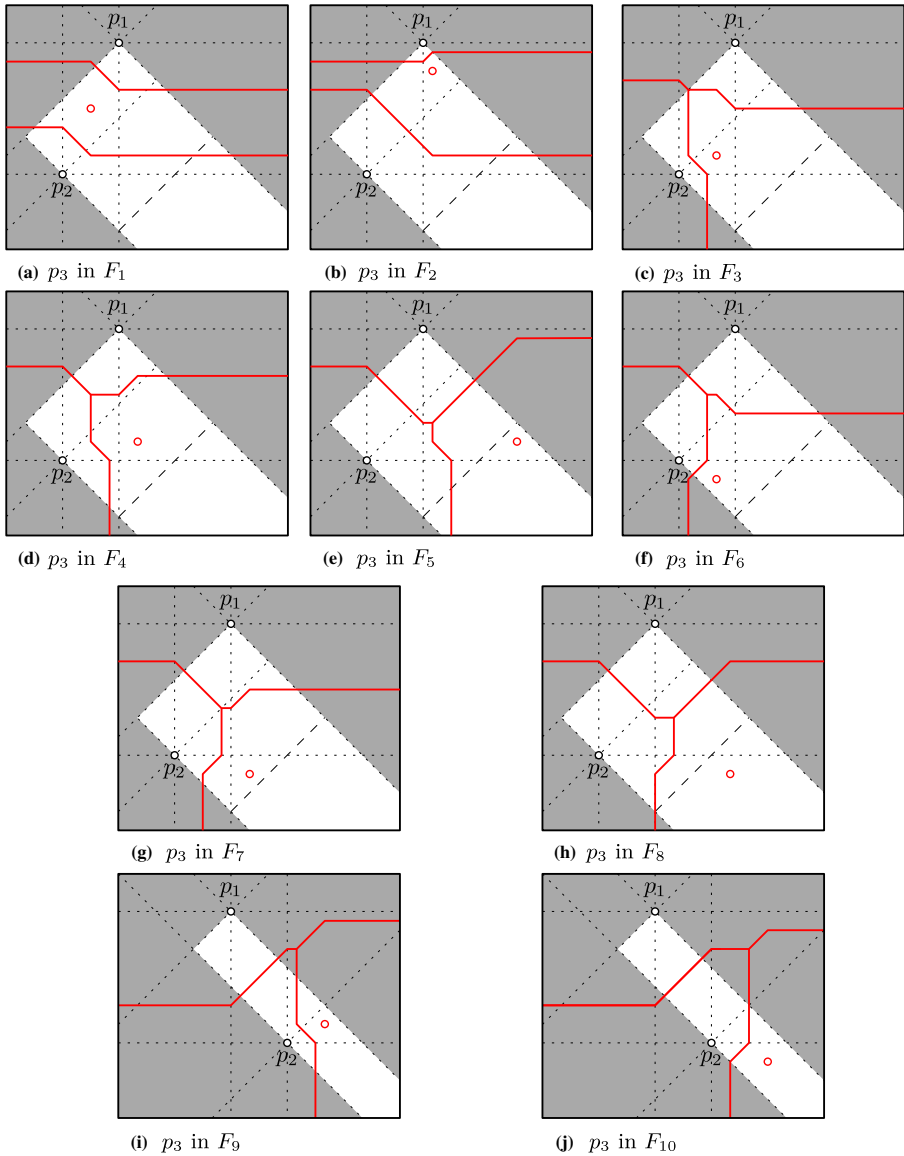 p1 p1 p1
p2 p2 p2
(a) p3 in F1 (b) p3 in F2 (c) p3 in F3
p1 p1 p1
p2 p2 p2
(d) p3 in F4 (e) p3 in F5 (f) p3 in F6
p1 p1
p2 p2
(g) p3 in F7 (h) p3 in F8
p1 p1
p2 p2
(i) p3 in F9 (j) p3 in F10